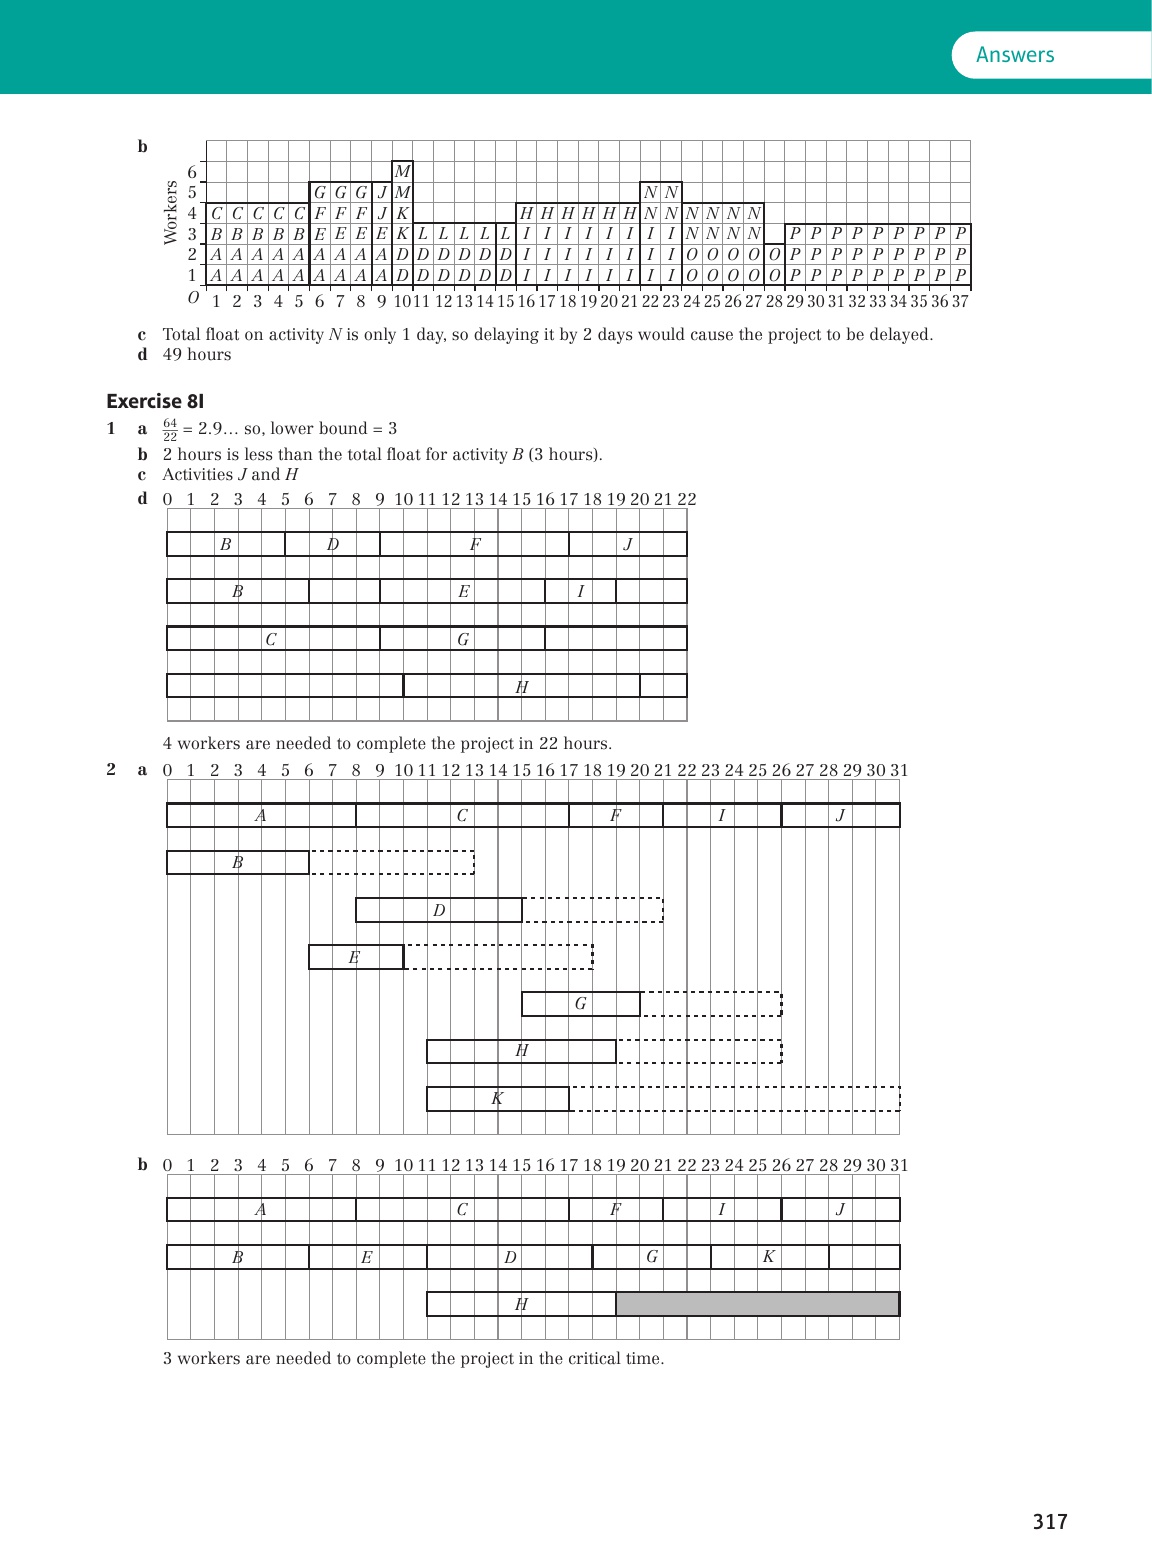 Answers
b
Workers
6 M
5 G G G J M N N
4 C C C C C F F F J K H H H H H H N N N N N N
3 B B B B B E E E E K L L L L L I I I I I I I I N N N N P P P P P P P P P
2 A A A A A A A A A D D D D D D I I I I I I I I O O O O O P P P P P P P P P
1 A A A A A A A A A D D D D D D I I I I I I I I O O O O O P P P P P P P P P
O 1 2 3 4 5 6 7 8 9 10 11 12 13 14 15 16 17 18 19 20 21 22 23 24 25 26 27 28 29 30 31 32 33 34 35 36 37
c Total float on activity N is only 1 day, so delaying it by 2 days would cause the project to be delayed.
d 49 hours
Exercise 8I
1 a 64/22 = 2.9… so, lower bound = 3
b 2 hours is less than the total float for activity B (3 hours).
c Activities J and H
d 0 1 2 3 4 5 6 7 8 9 10 11 12 13 14 15 16 17 18 19 20 21 22
B D F J
B E I
C G
H
4 workers are needed to complete the project in 22 hours.
2 a 0 1 2 3 4 5 6 7 8 9 10 11 12 13 14 15 16 17 18 19 20 21 22 23 24 25 26 27 28 29 30 31
A C F I J
B
D
E
G
H
K
b 0 1 2 3 4 5 6 7 8 9 10 11 12 13 14 15 16 17 18 19 20 21 22 23 24 25 26 27 28 29 30 31
A C F I J
B E D G K
H
3 workers are needed to complete the project in the critical time.
317